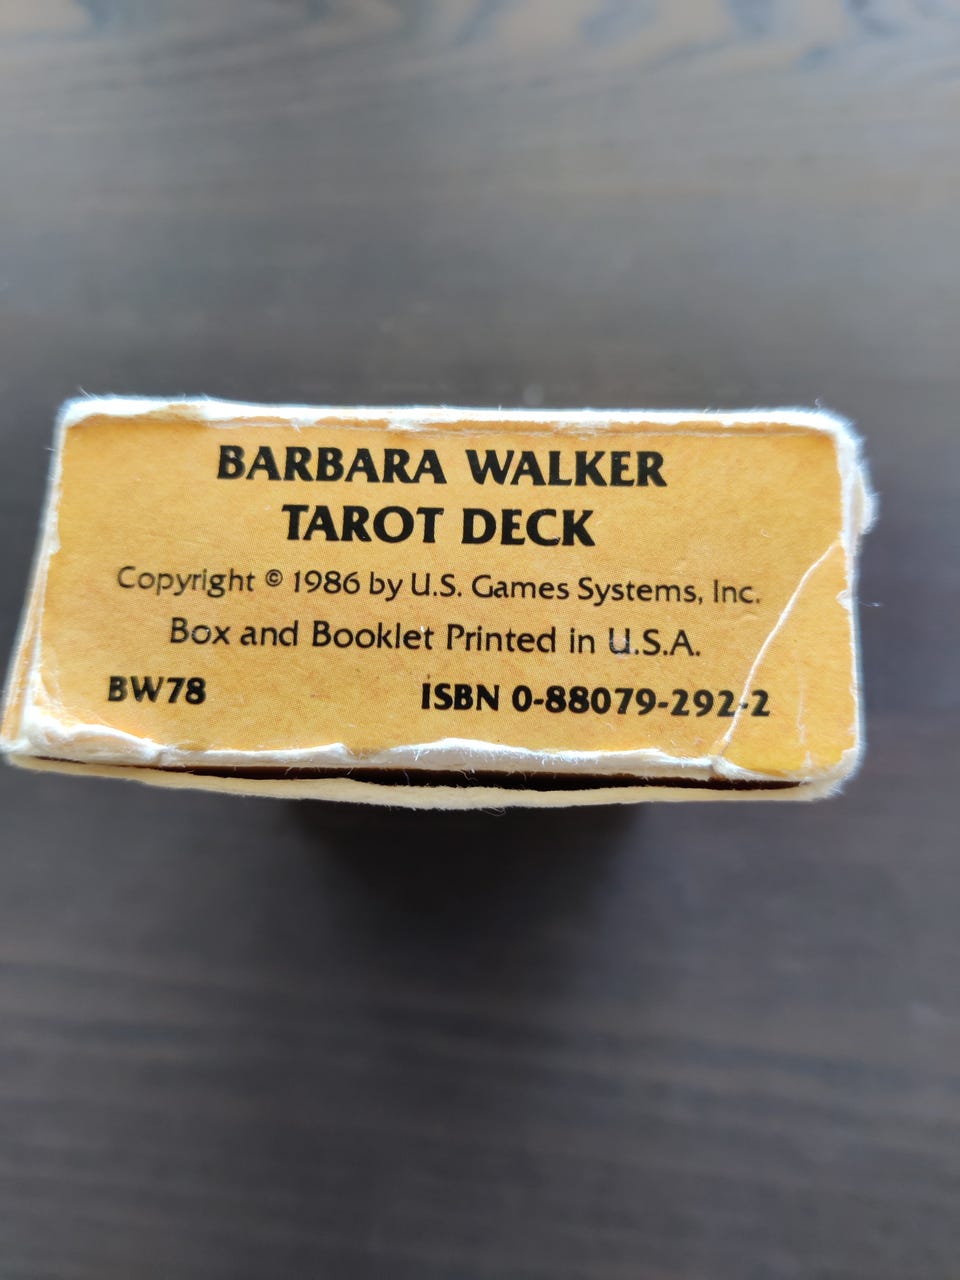 BARBARA WALKER
TAROT DECK
Copyright © 1986 by U.S. Games Systems, Inc.
Box and Booklet Printed in U.S.A.
BW78 ISBN 0-88079-292-2